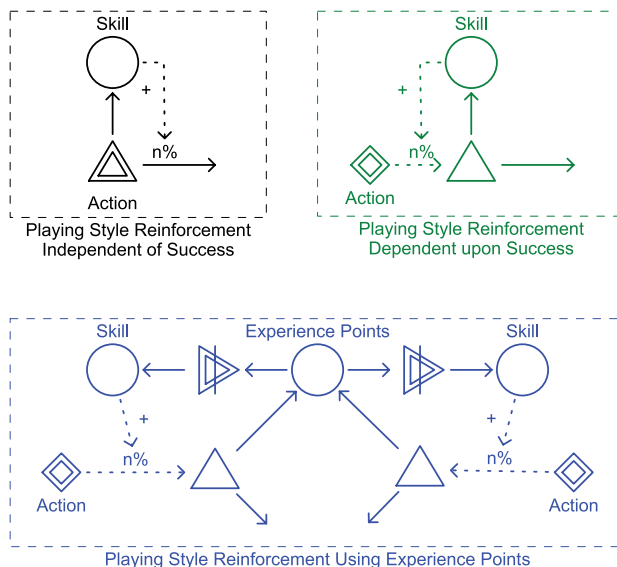 Skill
+
n%
Action
Playing Style Reinforcement
Independent of Success
Skill
+
n%
Action
Playing Style Reinforcement
Dependent upon Success
Skill
Experience Points
Skill
+
+
n%
n%
Action
Action
Playing Style Reinforcement Using Experience Points